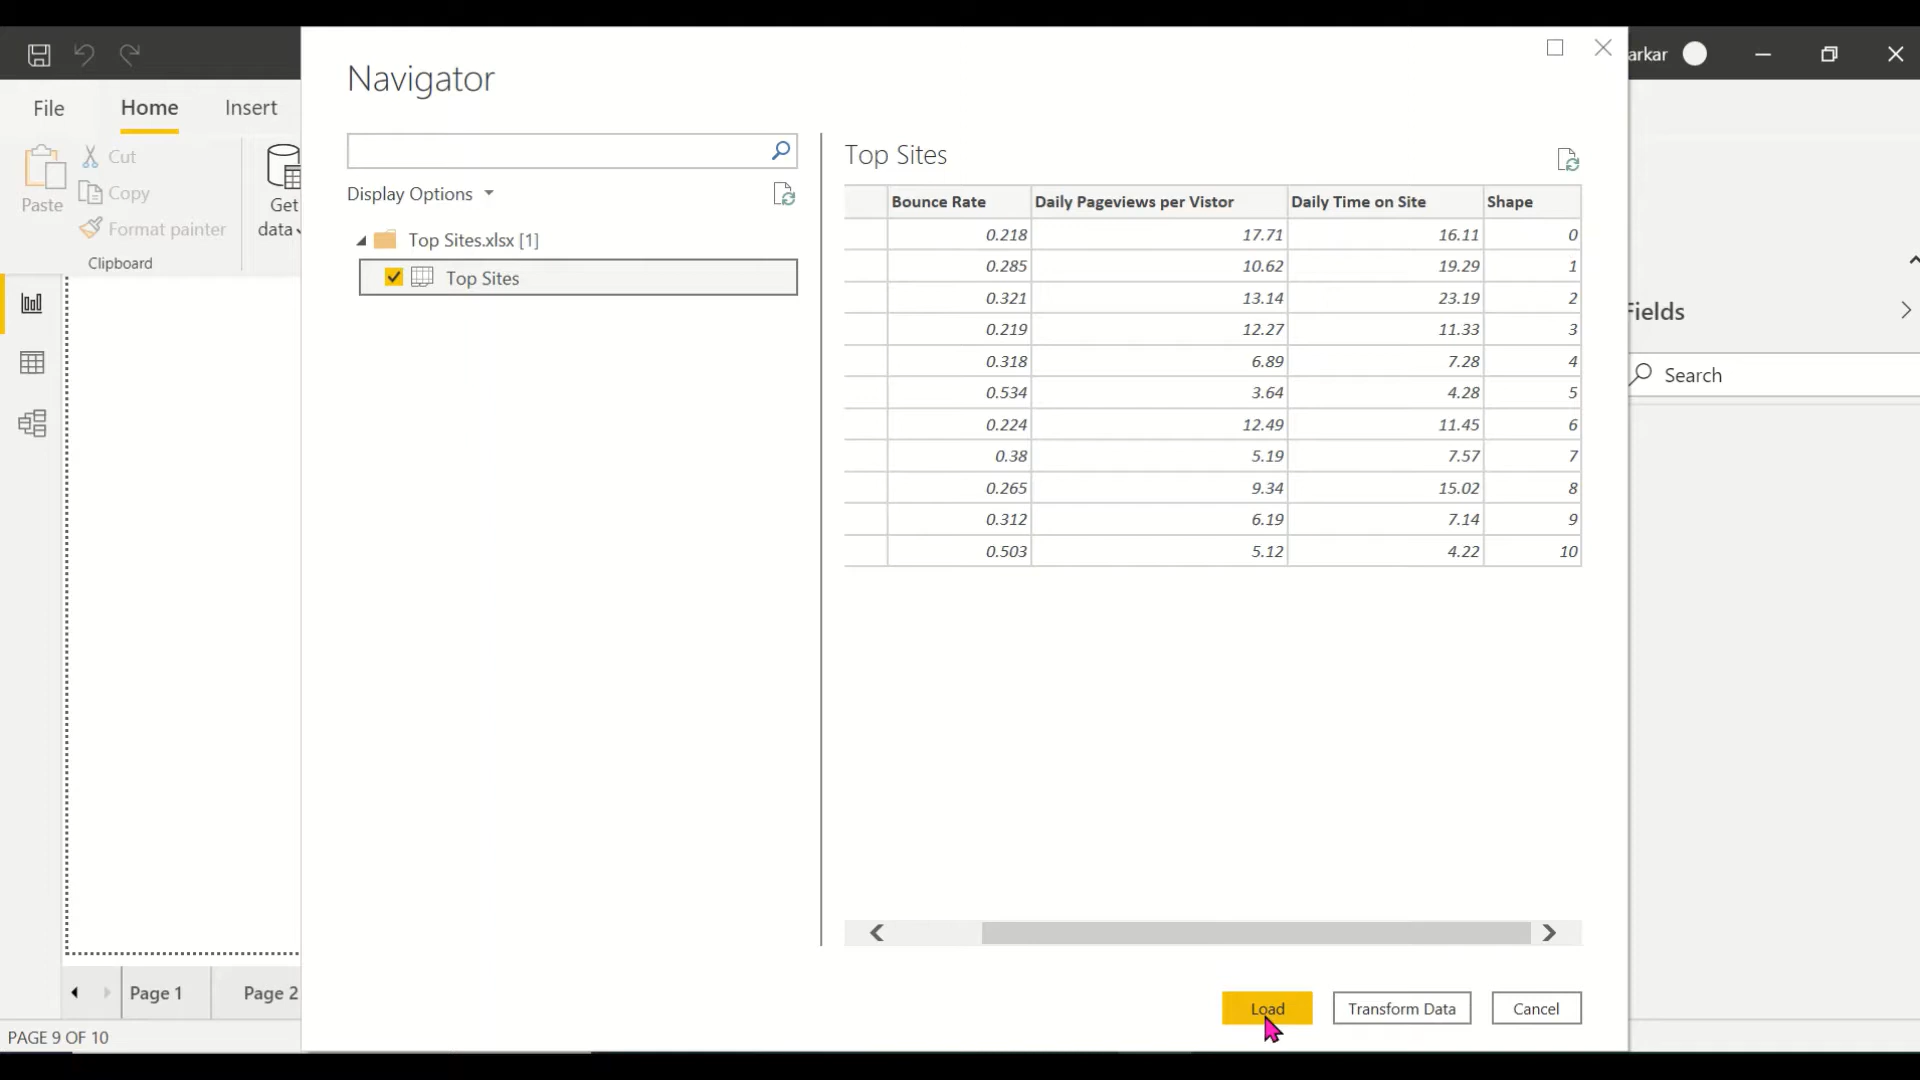 arkar
File Home Insert
Paste
Cut
Copy
Format painter
Clipboard
Get
data
Navigator
Display Options
Top Sites.xlsx [1]
Top Sites
Top Sites
Bounce Rate Daily Pageviews per Vistor Daily Time on Site Shape
0.218 17.71 16.11 0
0.285 10.62 19.29 1
0.321 13.14 23.19 2
0.219 12.27 11.33 3
0.318 6.89 7.28 4
0.534 3.64 4.28 5
0.224 12.49 11.45 6
0.38 5.19 7.57 7
0.265 9.34 15.02 8
0.312 6.19 7.14 9
0.503 5.12 4.22 10
Load Transform Data Cancel
Fields
Search
Page 1 Page 2
PAGE 9 OF 10